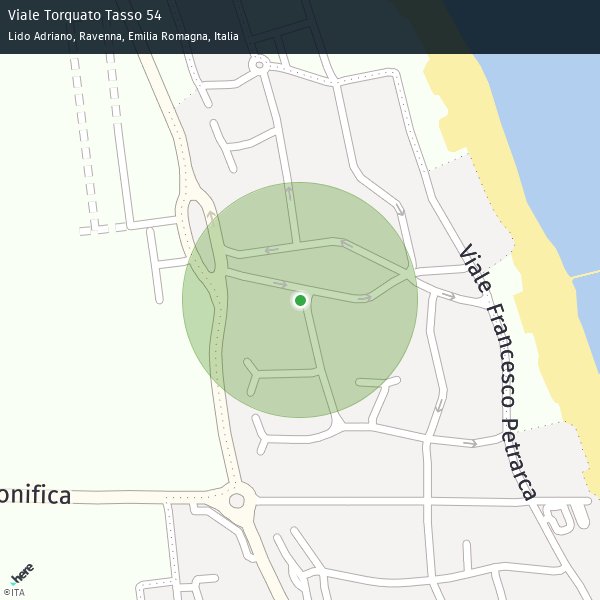 Viale Torquato Tasso 54
Lido Adriano, Ravenna, Emilia Romagna, Italia
Viale Francesco Petrarca
onifica
here
©ITA